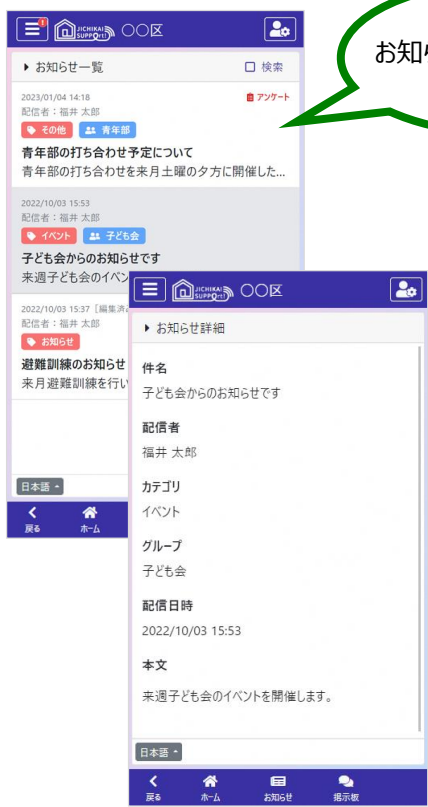 JICHIKAI SUPPORT! 〇〇区
お知
お知らせ一覧
検索
2023/01/04 14:18
アンケート
配信者：福井 太郎
その他 青年部
青年部の打ち合わせ予定について
青年部の打ち合わせを来月土曜の夕方に開催した...
2022/10/03 15:53
配信者：福井 太郎
イベント 子ども会
子ども会からのお知らせです
来週子ども会のイベン
2022/10/03 15:37 [編集済
配信者：福井 太郎
お知らせ
避難訓練のお知らせ
来月避難訓練を行い
日本語
戻る ホーム
JICHIKAI SUPPORT! 〇〇区
お知らせ詳細
件名
子ども会からのお知らせです
配信者
福井 太郎
カテゴリ
イベント
グループ
子ども会
配信日時
2022/10/03 15:53
本文
来週子ども会のイベントを開催します。
日本語
戻る ホーム お知らせ 掲示板